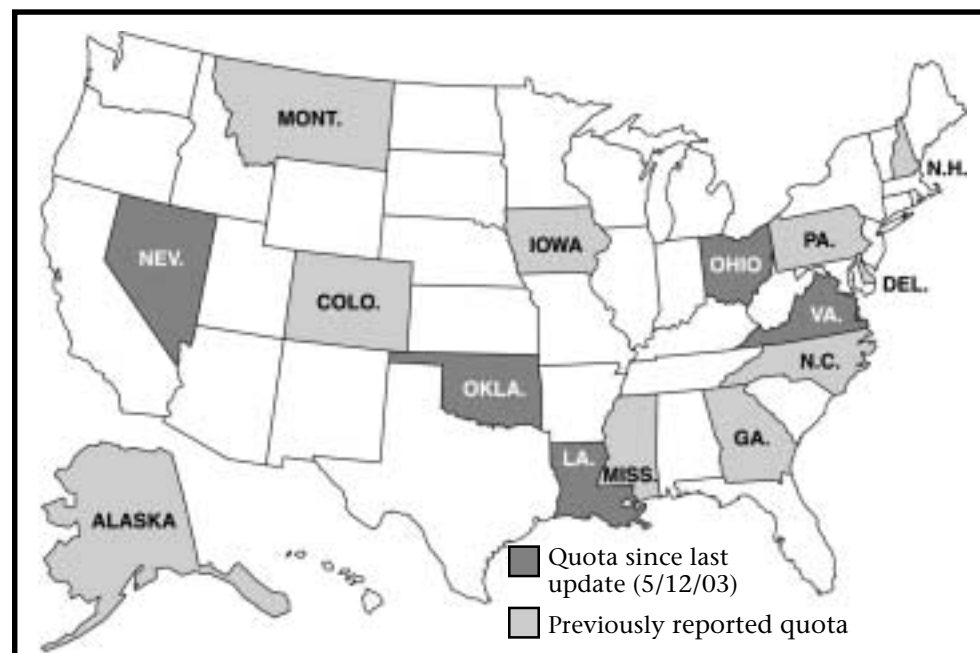 MONT.
N.H.
NEV.
IOWA
PA.
OHIO
DEL.
COLO.
VA.
N.C.
OKLA.
GA.
LA.
MISS.
ALASKA
Quota since last
update (5/12/03)
Previously reported quota